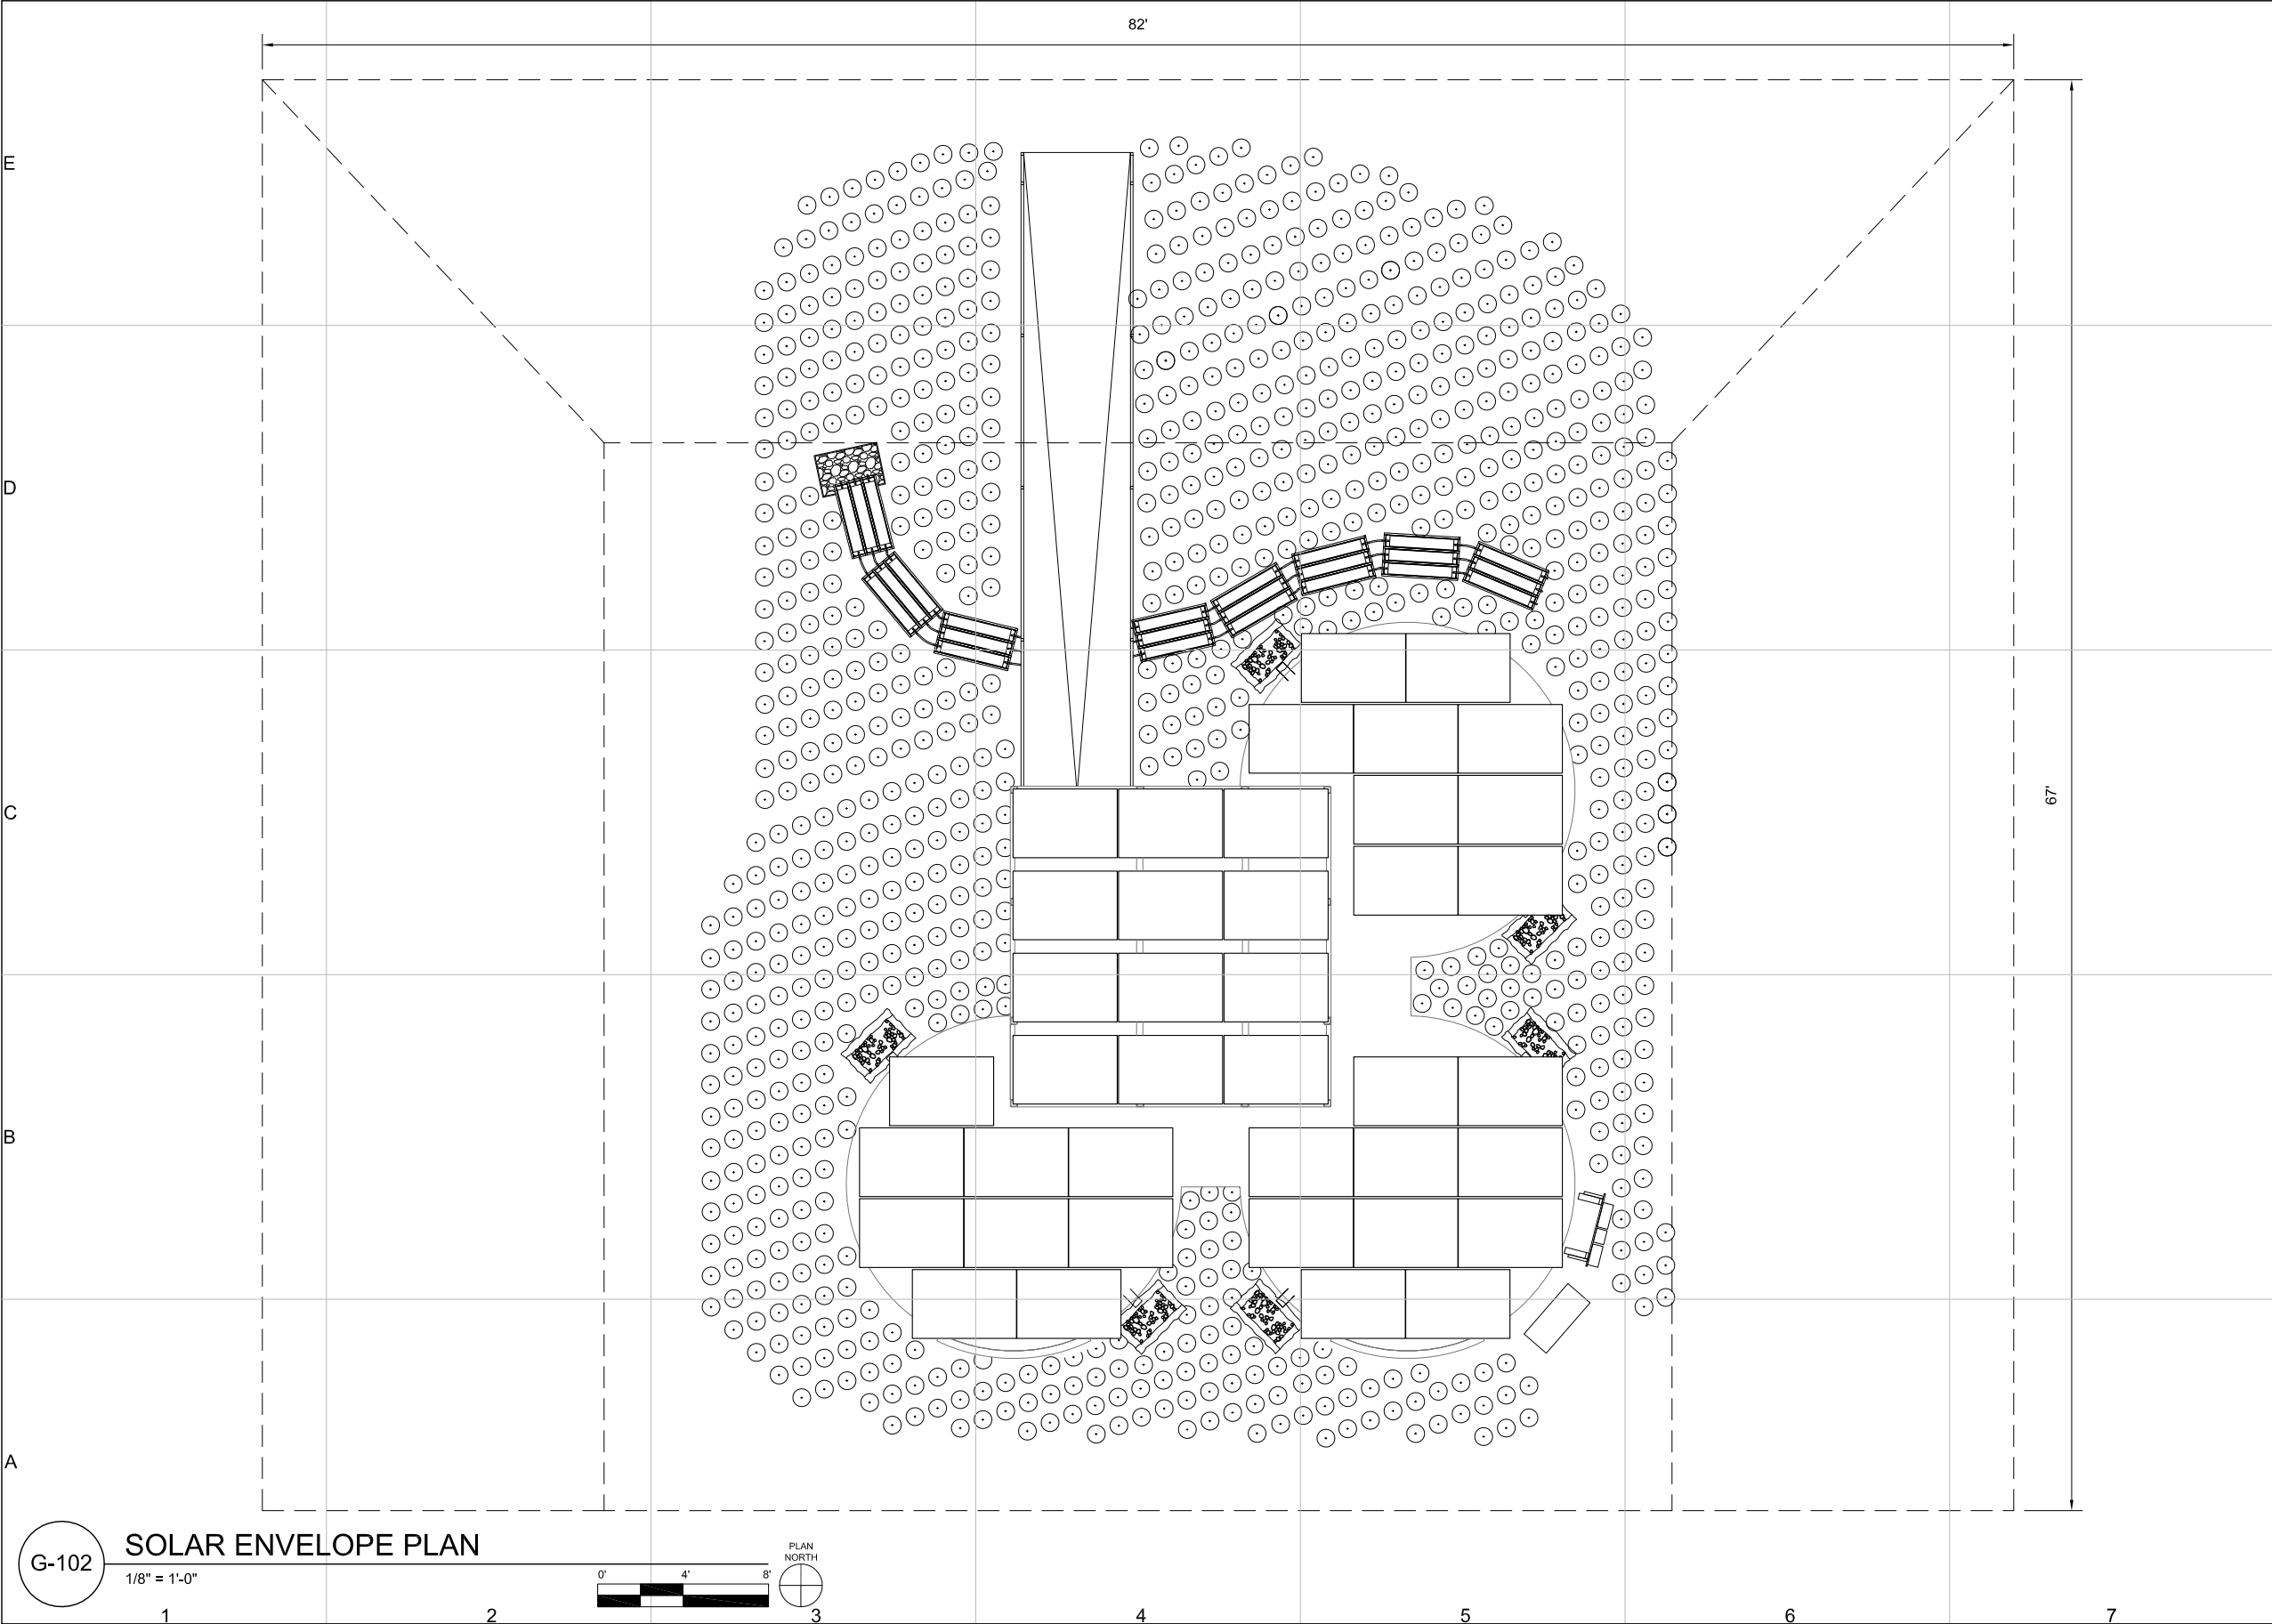 82'
E
D
67'
C
B
A
G-102
SOLAR ENVELOPE PLAN
1/8" = 1'-0"
0' 4' 8'
PLAN
NORTH
1 2 3 4 5 6 7